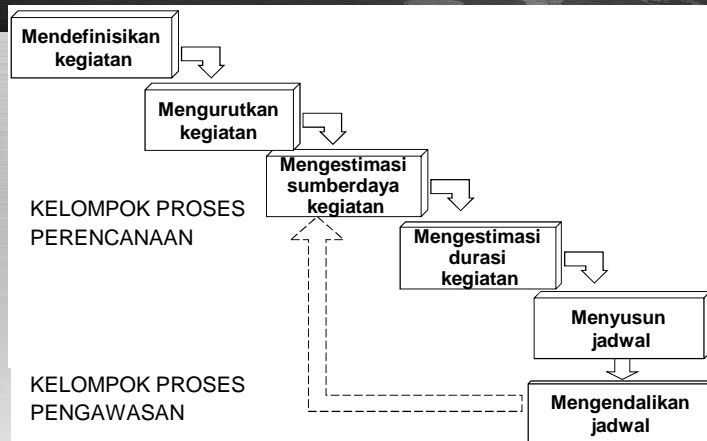 Mendefinisikan
kegiatan
Mengurutkan
kegiatan
Mengestimasi
sumberdaya
kegiatan
KELOMPOK PROSES
PERENCANAAN
Mengestimasi
durasi
kegiatan
Menyusun
jadwal
KELOMPOK PROSES
PENGAWASAN
Mengendalikan
jadwal